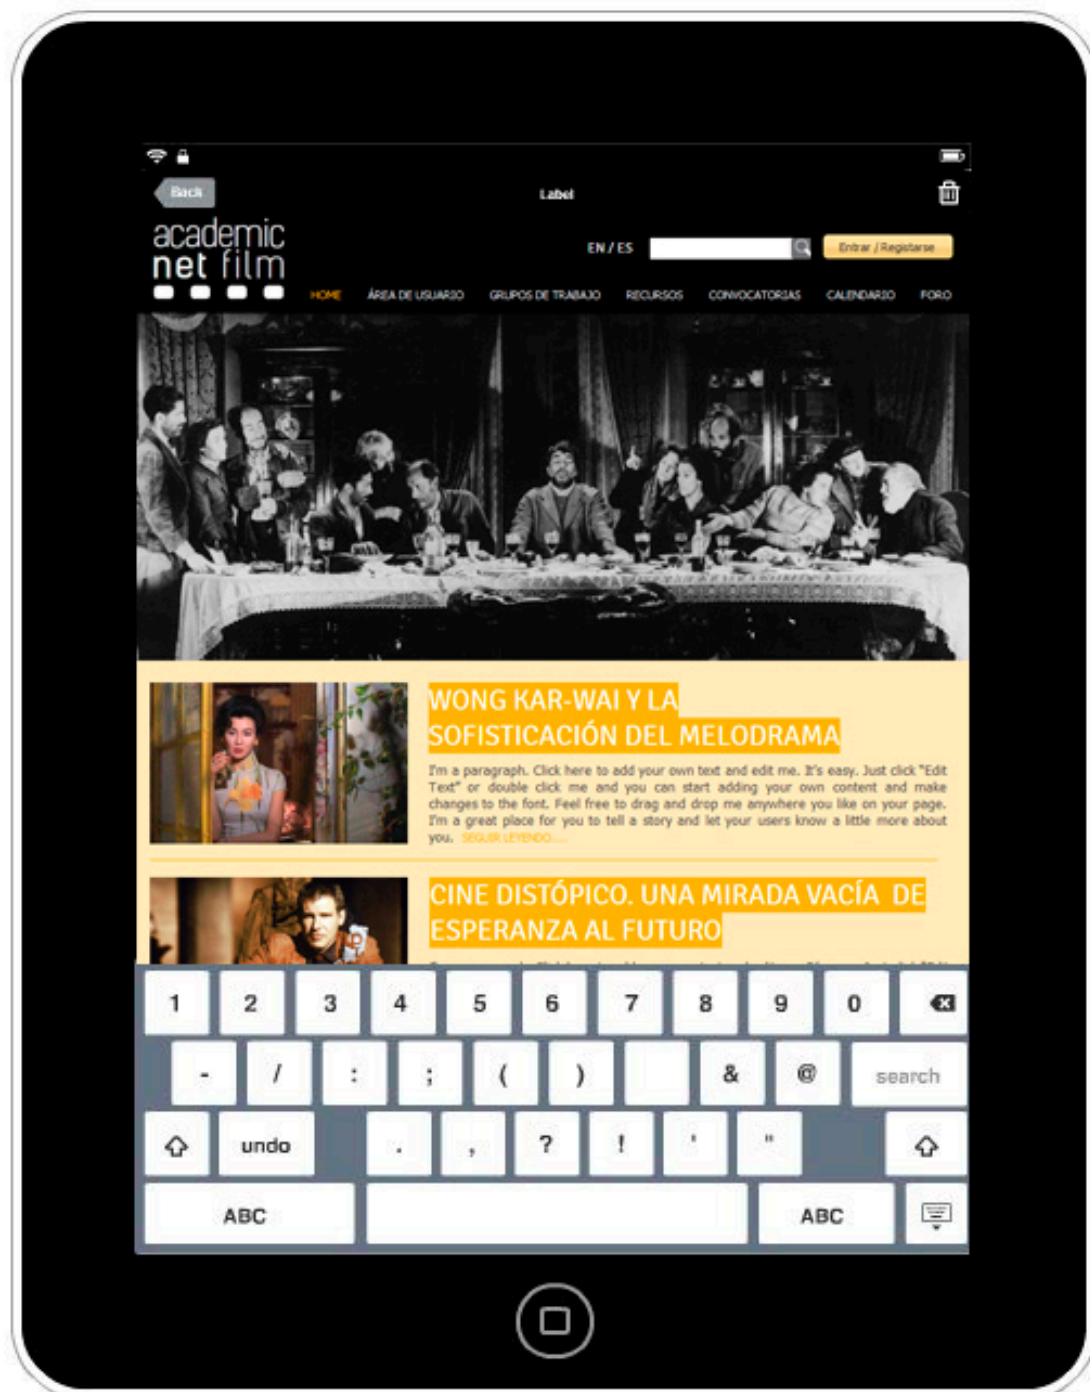 Back
Label
academic
net film
EN / ES
Entrar / Registarse
HOME ÁREA DE USUARIO GRUPOS DE TRABAJO RECURSOS CONVOCATORIAS CALENDARIO FORO
WONG KAR-WAI Y LA
SOFISTICACIÓN DEL MELODRAMA
I'm a paragraph. Click here to add your own text and edit me. It's easy. Just click "Edit
Text" or double click me and you can start adding your own content and make
changes to the font. Feel free to drag and drop me anywhere you like on your page.
I'm a great place for you to tell a story and let your users know a little more about
you. SEGUIR LEYENDO....
CINE DISTÓPICO. UNA MIRADA VACÍA DE
ESPERANZA AL FUTURO
1 2 3 4 5 6 7 8 9 0
- / : ; ( ) & @ search
undo . , ? ! ' "
ABC ABC